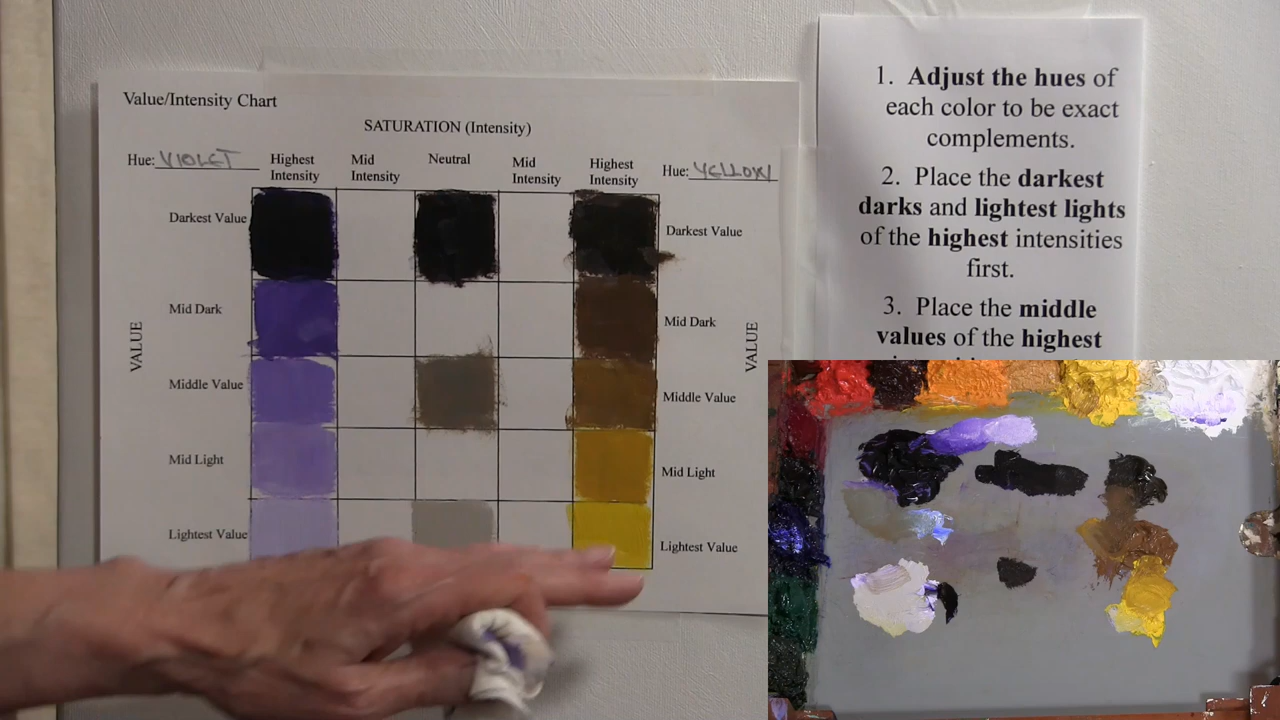 Value/Intensity Chart
SATURATION (Intensity)
Hue: VIOLET
Highest Intensity
Mid Intensity
Neutral
Mid Intensity
Highest Intensity
Hue: YELLOW
Darkest Value
Darkest Value
Mid Dark
Mid Dark
VALUE
VALUE
Middle Value
Middle Value
Mid Light
Mid Light
Lightest Value
Lightest Value
1. Adjust the hues of
each color to be exact
complements.
2. Place the darkest
darks and lightest lights
of the highest intensities
first.
3. Place the middle
values of the highest